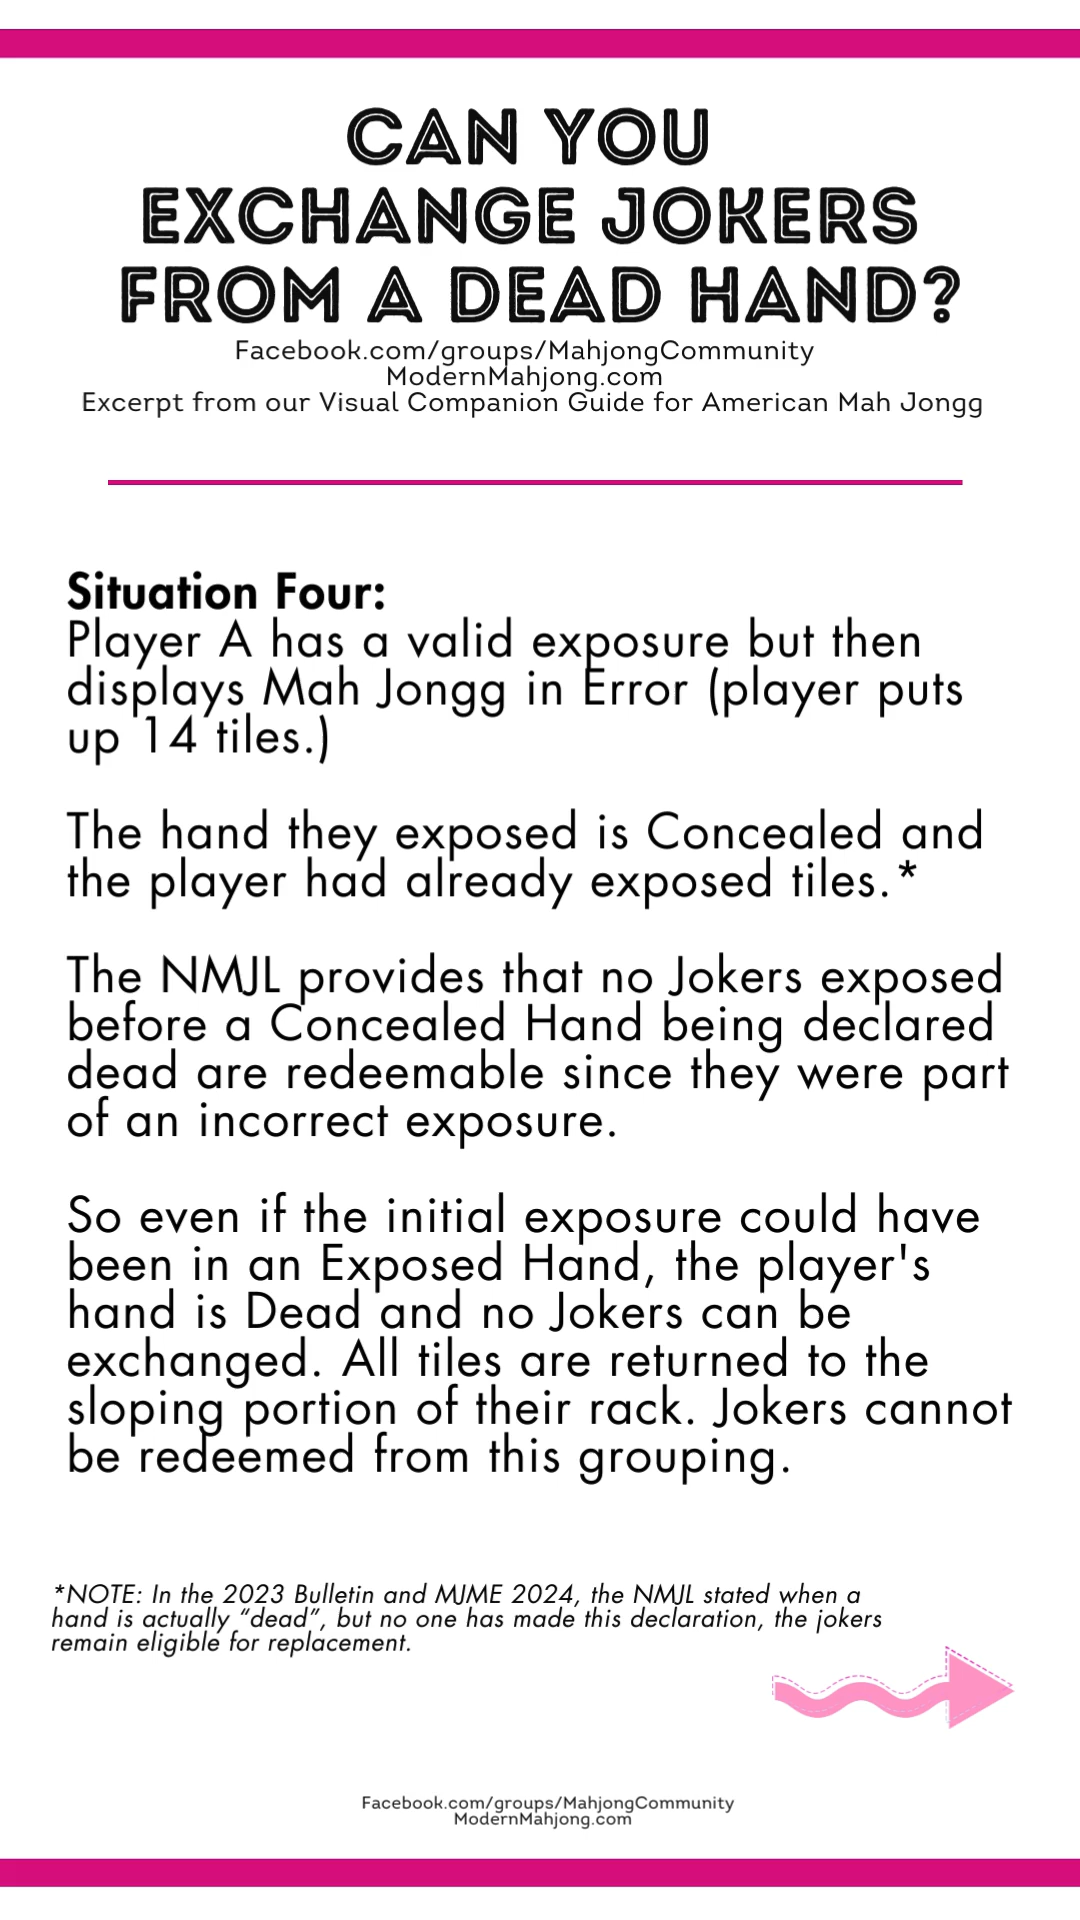 CAN YOU
EXCHANGE JOKERS
FROM A DEAD HAND?
Facebook.com/groups/MahjongCommunity
ModernMahjong.com
Excerpt from our Visual Companion Guide for American Mah Jongg
Situation Four:
Player A has a valid exposure but then
displays Mah Jongg in Error (player puts
up 14 tiles.)
The hand they exposed is Concealed and
the player had already exposed tiles.*
The NMJL provides that no Jokers exposed
before a Concealed Hand being declared
dead are redeemable since they were part
of an incorrect exposure.
So even if the initial exposure could have
been in an Exposed Hand, the player's
hand is Dead and no Jokers can be
exchanged. All tiles are returned to the
sloping portion of their rack. Jokers cannot
be redeemed from this grouping.
*NOTE: In the 2023 Bulletin and MJME 2024, the NMJL stated when a
hand is actually “dead”, but no one has made this declaration, the jokers
remain eligible for replacement.
Facebook.com/groups/MahjongCommunity
ModernMahjong.com